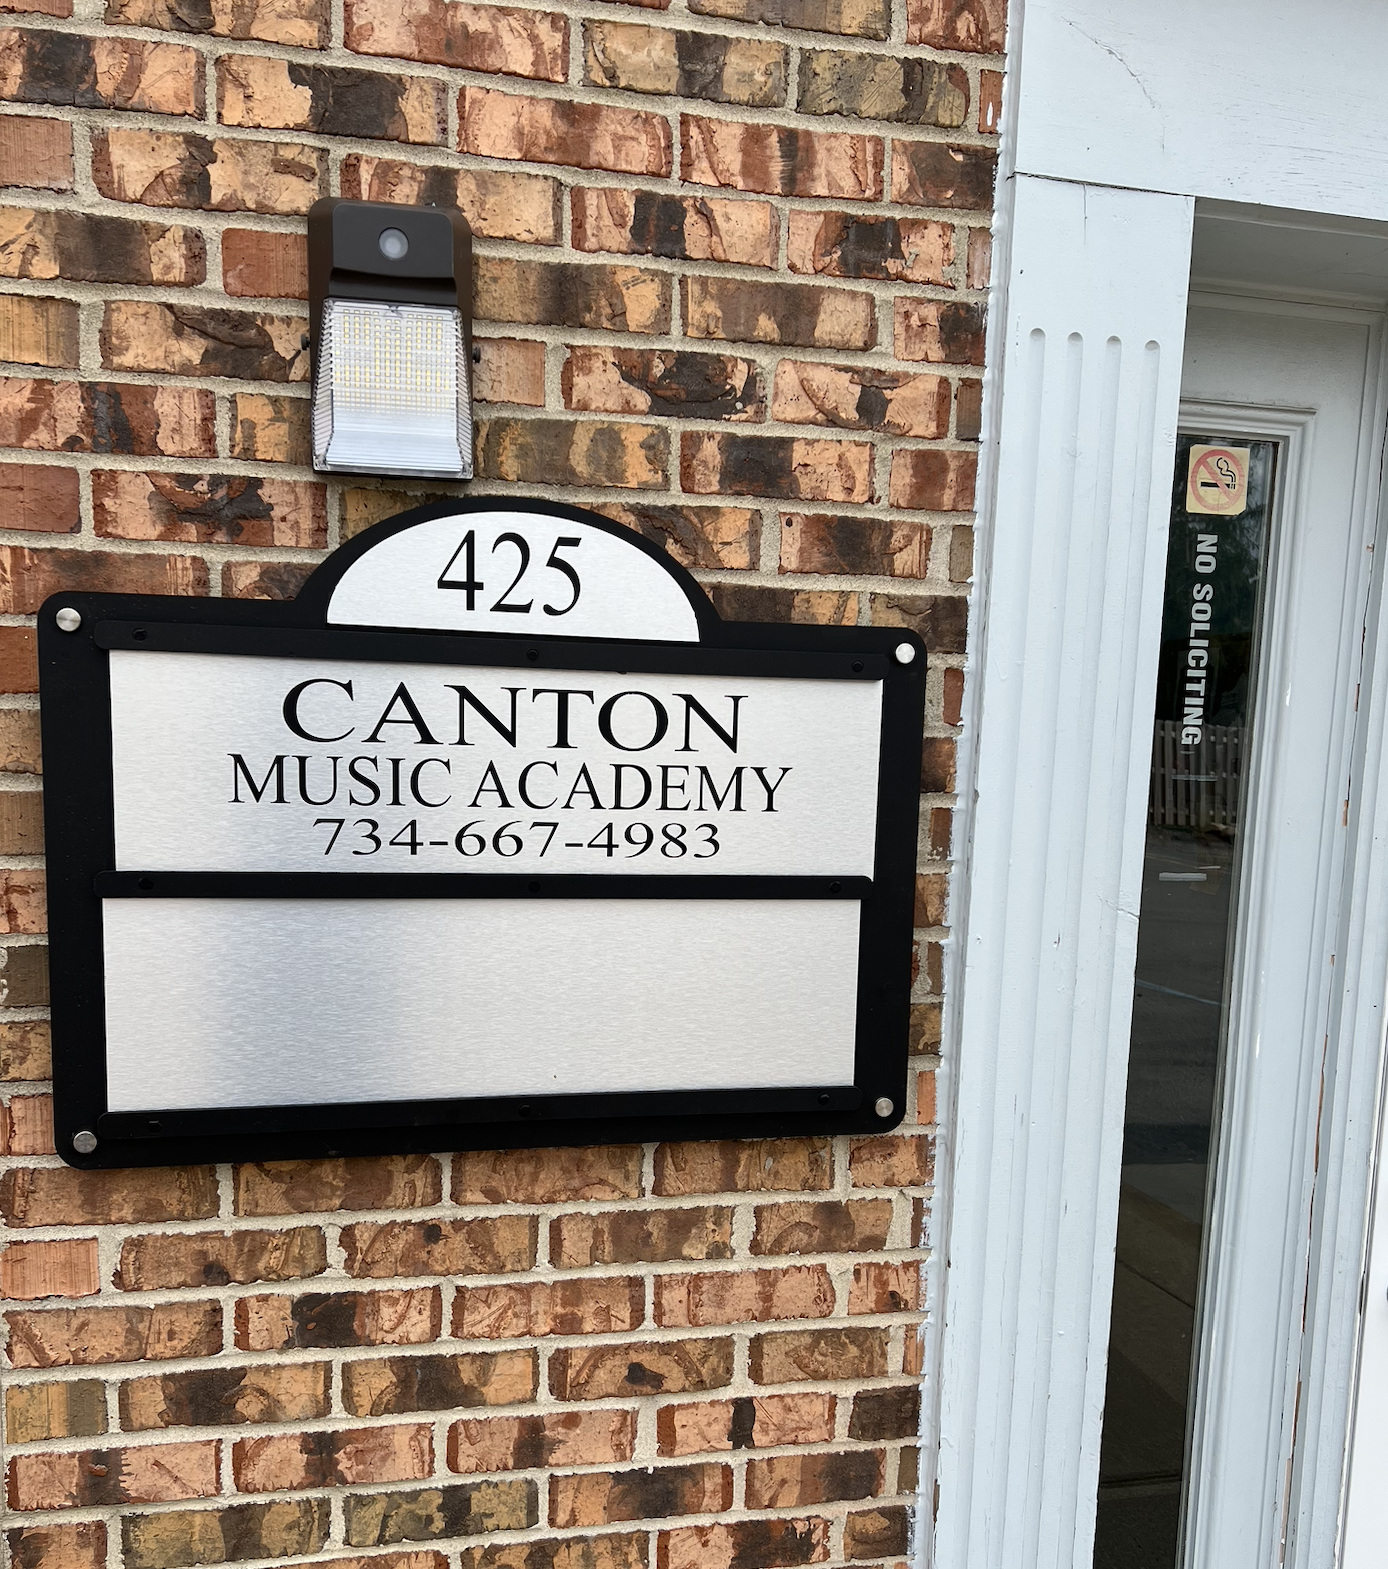 425
CANTON
MUSIC ACADEMY
734-667-4983
NO SOLICITING